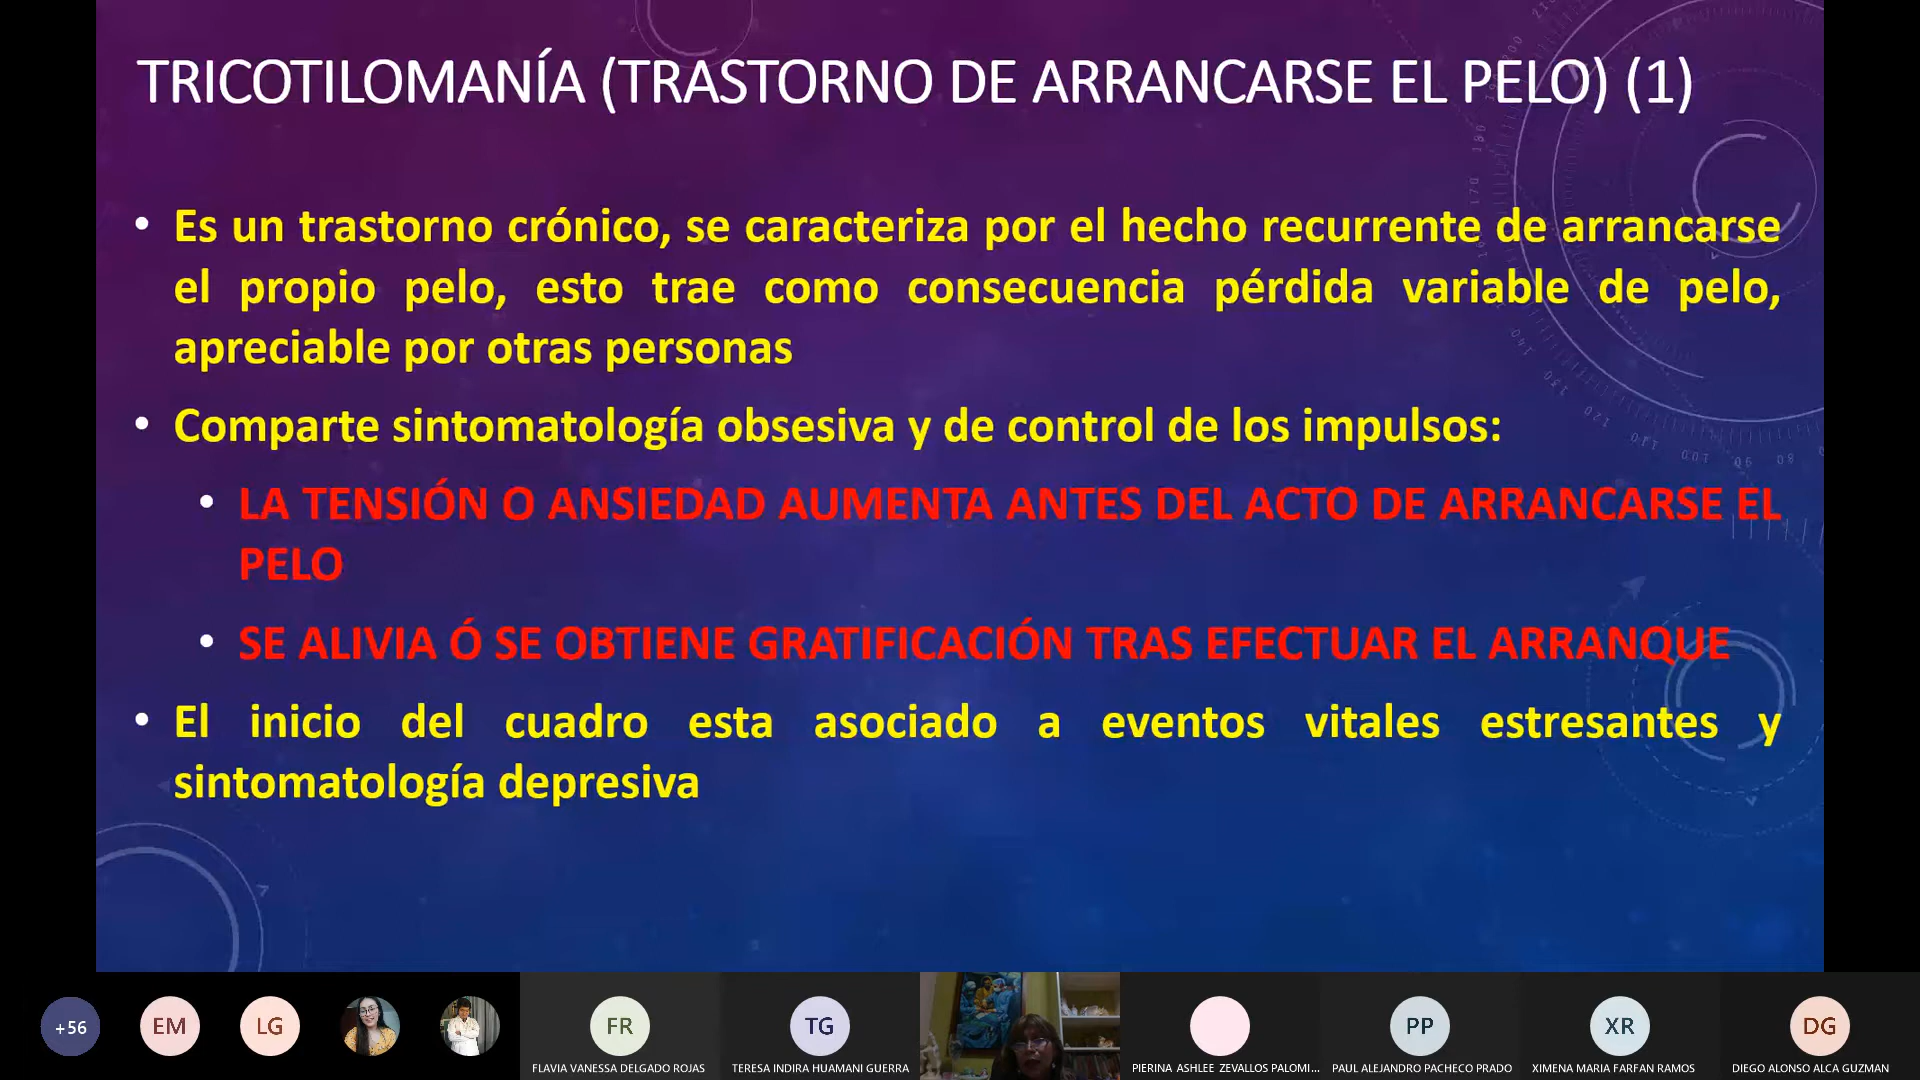 TRICOTILOMANÍA (TRASTORNO DE ARRANCARSE EL PELO) (1)
• Es un trastorno crónico, se caracteriza por el hecho recurrente de arrancarse
el propio pelo, esto trae como consecuencia pérdida variable de pelo,
apreciable por otras personas
• Comparte sintomatología obsesiva y de control de los impulsos:
• LA TENSIÓN O ANSIEDAD AUMENTA ANTES DEL ACTO DE ARRANCARSE EL
PELO
• SE ALIVIA Ó SE OBTIENE GRATIFICACIÓN TRAS EFECTUAR EL ARRANQUE
• El inicio del cuadro esta asociado a eventos vitales estresantes y
sintomatología depresiva
+56
EM
LG
FR
TG
PP
XR
DG
FLAVIA VANESSA DELGADO ROJAS
TERESA INDIRA HUAMANI GUERRA
PIERINA ASHLEE ZEVALLOS PALOMI...
PAUL ALEJANDRO PACHECO PRADO
XIMENA MARIA FARFAN RAMOS
DIEGO ALONSO ALCA GUZMAN